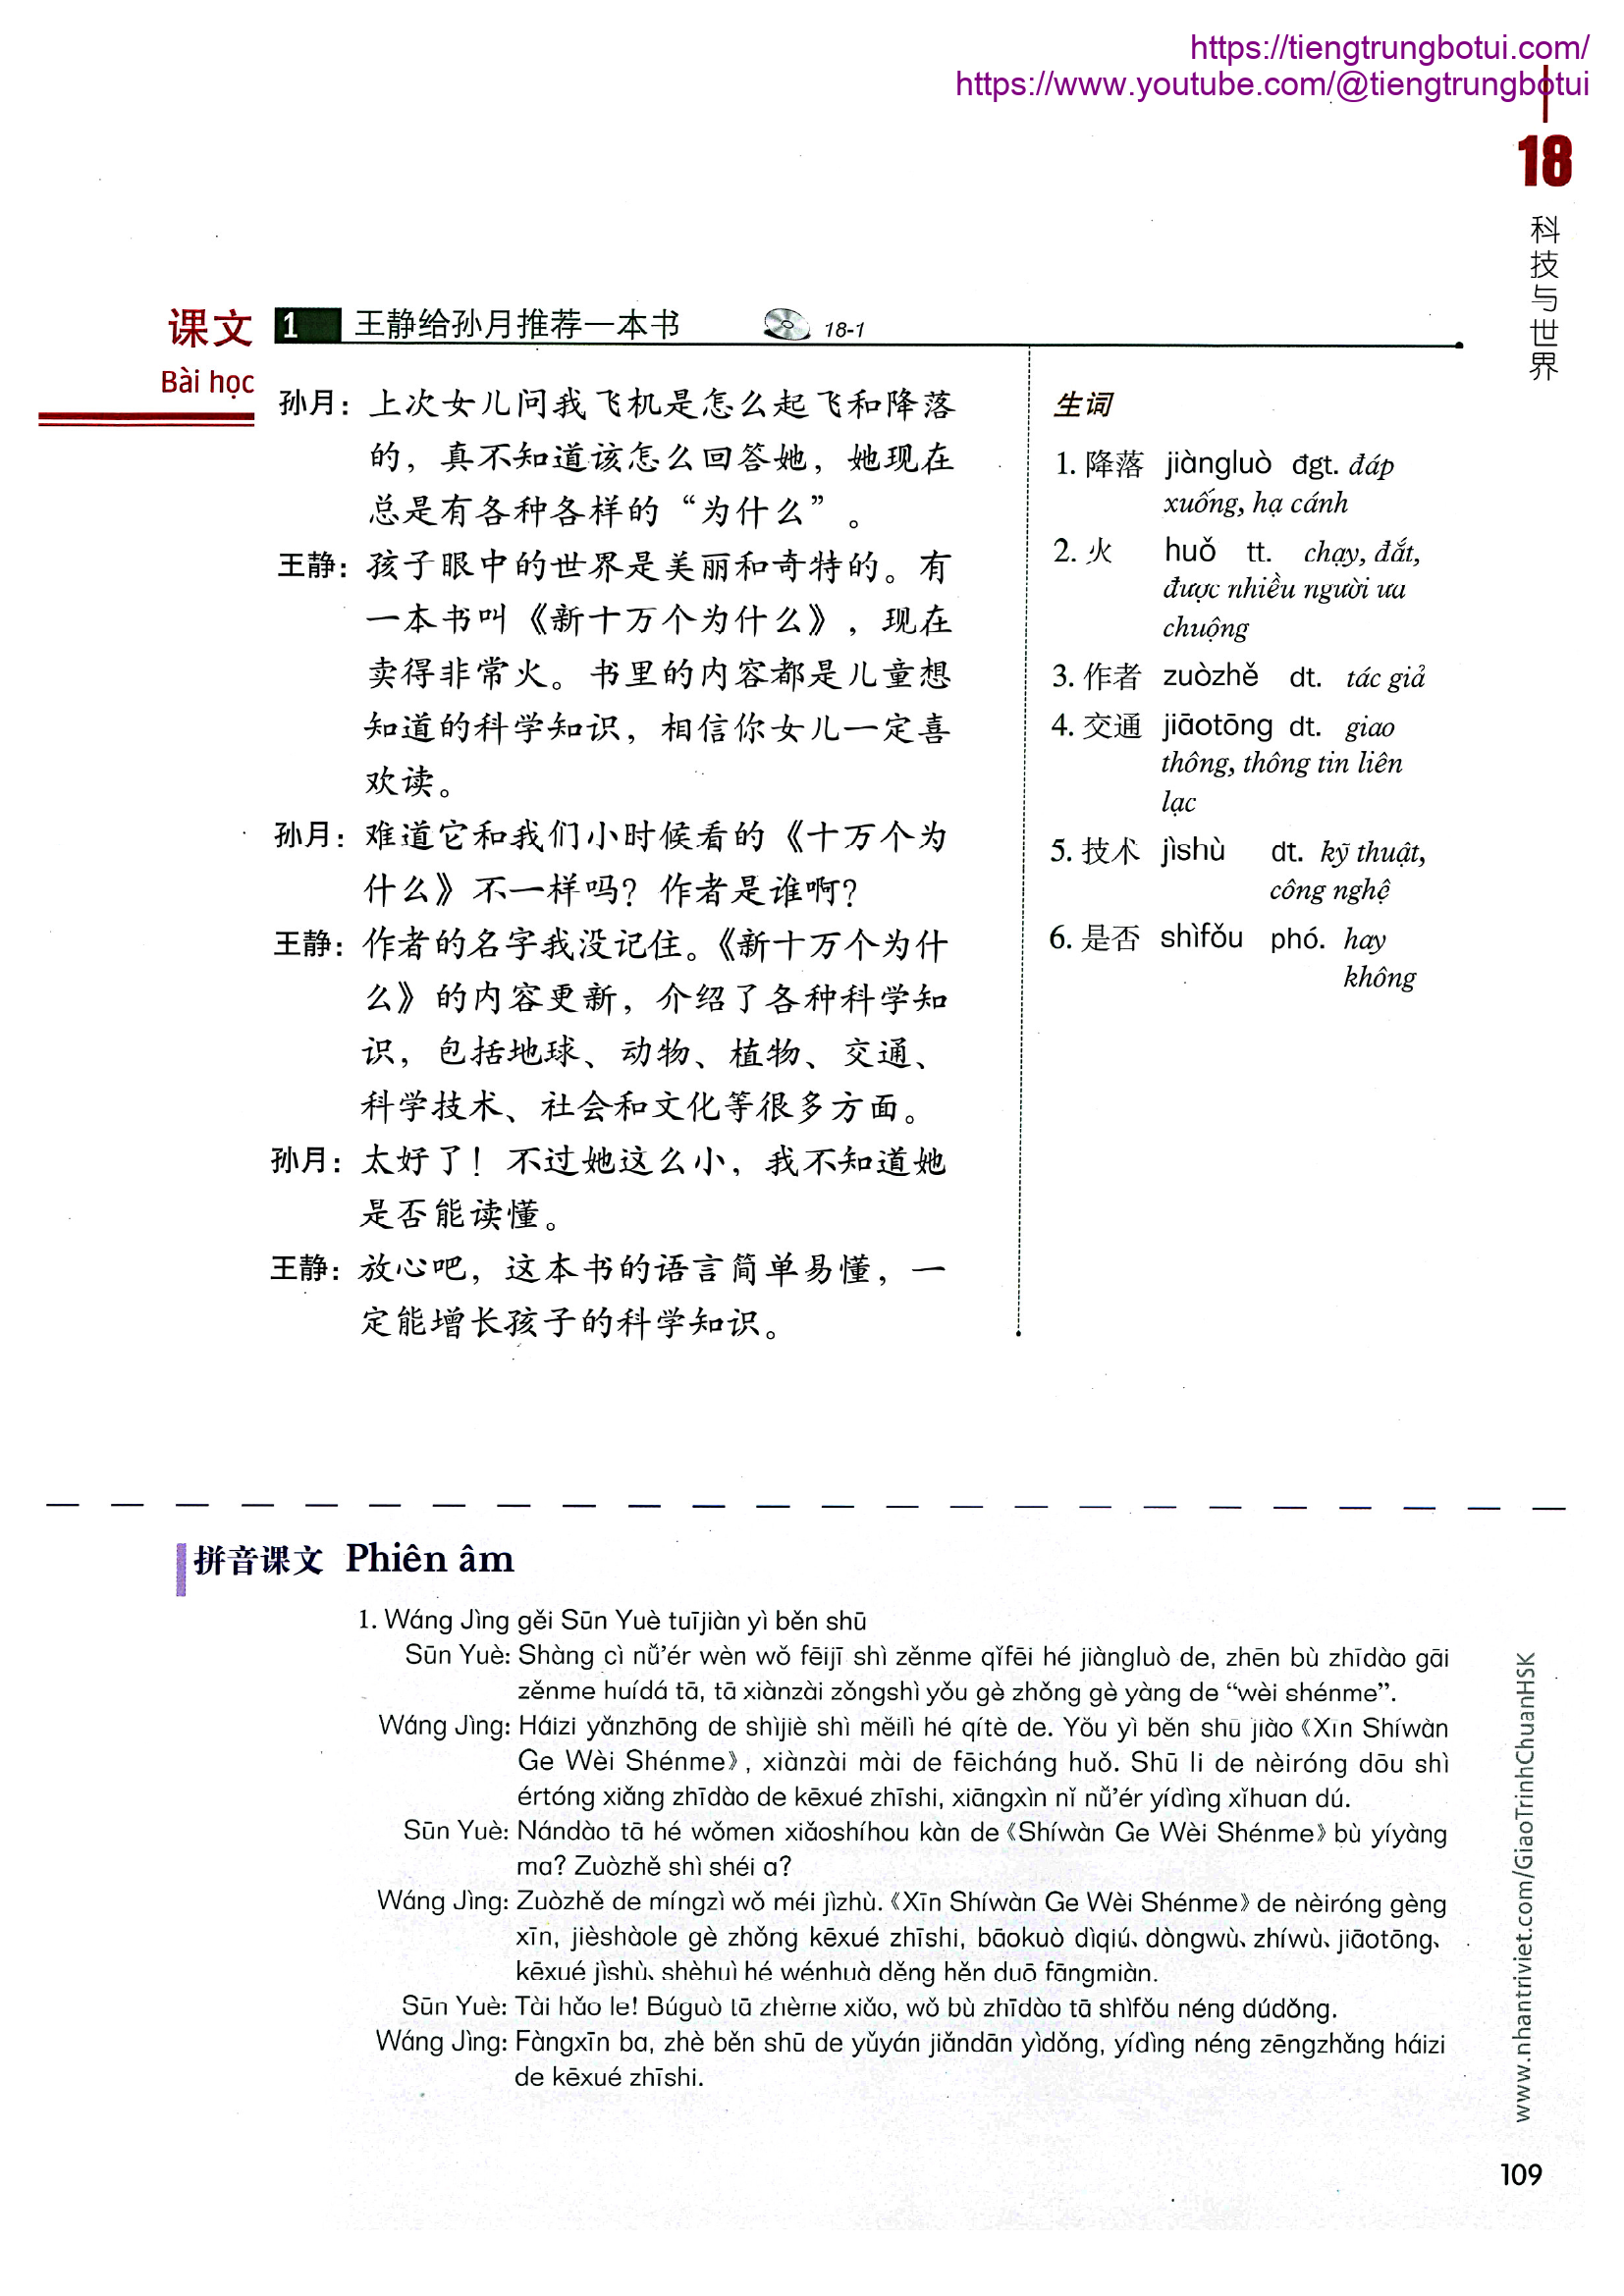 https://tiengtrungbotui.com/
https://www.youtube.com/@tiengtrungbotui
18
科技与世界
课文 1 王静给孙月推荐一本书 18-1
Bài học
孙月：上次女儿问我飞机是怎么起飞和降落
的，真不知道该怎么回答她，她现在
总是有各种各样的“为什么”。
王静：孩子眼中的世界是美丽和奇特的。有
一本书叫《新十万个为什么》，现在
卖得非常火。书里的内容都是儿童想
知道的科学知识，相信你女儿一定喜
欢读。
孙月：难道它和我们小时候看的《十万个为
什么》不一样吗？作者是谁啊？
王静：作者的名字我没记住。《新十万个为什
么》的内容更新，介绍了各种科学知
识，包括地球、动物、植物、交通、
科学技术、社会和文化等很多方面。
孙月：太好了！不过她这么小，我不知道她
是否能读懂。
王静：放心吧，这本书的语言简单易懂，一
定能增长孩子的科学知识。
生词
1. 降落 jiàngluò đgt. đáp
xuống, hạ cánh
2. 火 huǒ tt. chạy, đắt,
được nhiều người ưa
chuộng
3. 作者 zuòzhě dt. tác giả
4. 交通 jiāotōng dt. giao
thông, thông tin liên
lạc
5. 技术 jìshù dt. kỹ thuật,
công nghệ
6. 是否 shìfǒu phó. hay
không
拼音课文 Phiên âm
1. Wáng Jìng gěi Sūn Yuè tuījiàn yì běn shū
Sūn Yuè: Shàng cì nǚ’ér wèn wǒ fēijī shì zěnme qǐfēi hé jiàngluò de, zhēn bù zhīdào gāi
zěnme huídá tā, tā xiànzài zǒngshì yǒu gè zhǒng gè yàng de “wèi shénme”.
Wáng Jìng: Háizi yǎnzhōng de shìjiè shì měilì hé qítè de. Yǒu yì běn shū jiào《Xīn Shíwàn
Ge Wèi Shénme》, xiànzài mài de fēicháng huǒ. Shū li de nèiróng dōu shì
értóng xiǎng zhīdào de kēxué zhīshi, xiāngxìn nǐ nǚ’ér yídìng xǐhuan dú.
Sūn Yuè: Nándào tā hé wǒmen xiǎoshíhou kàn de《Shíwàn Ge Wèi Shénme》bù yíyàng
ma? Zuòzhě shì shéi a?
Wáng Jìng: Zuòzhě de míngzì wǒ méi jìzhù.《Xīn Shíwàn Ge Wèi Shénme》de nèiróng gèng
xīn, jièshàole gè zhǒng kēxué zhīshi, bāokuò dìqiú、dòngwù、zhíwù、jiāotōng、
kēxué jìshù、shèhuì hé wénhuà děng hěn duō fāngmiàn.
Sūn Yuè: Tài hǎo le! Búguò tā zhème xiǎo, wǒ bù zhīdào tā shìfǒu néng dúdǒng.
Wáng Jìng: Fàngxīn ba, zhè běn shū de yǔyán jiǎndān yìdǒng, yídìng néng zēngzhǎng háizi
de kēxué zhīshi.
www.nhantriviet.com/GiaoTrinhChuanHSK
109